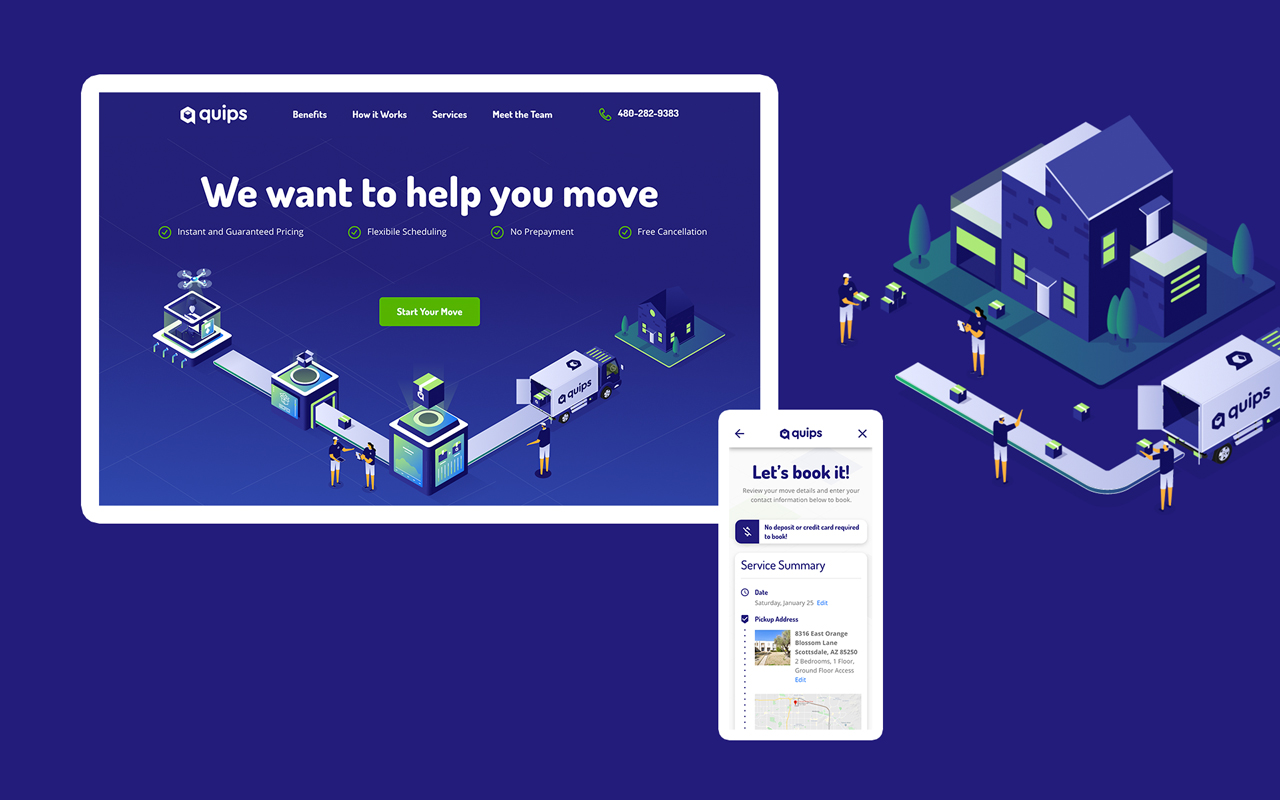 quips
Benefits
How it Works
Services
Meet the Team
480-282-9383
We want to help you move
Instant and Guaranteed Pricing
Flexibile Scheduling
No Prepayment
Free Cancellation
Start Your Move
quips
quips
quips
Let's book it!
Review your move details and enter your
contact information below to book.
No deposit or credit card required
to book!
Service Summary
Date
Saturday, January 25 Edit
Pickup Address
8316 East Orange
Blossom Lane
Scottsdale, AZ 85250
2 Bedrooms, 1 Floor,
Ground Floor Access
Edit